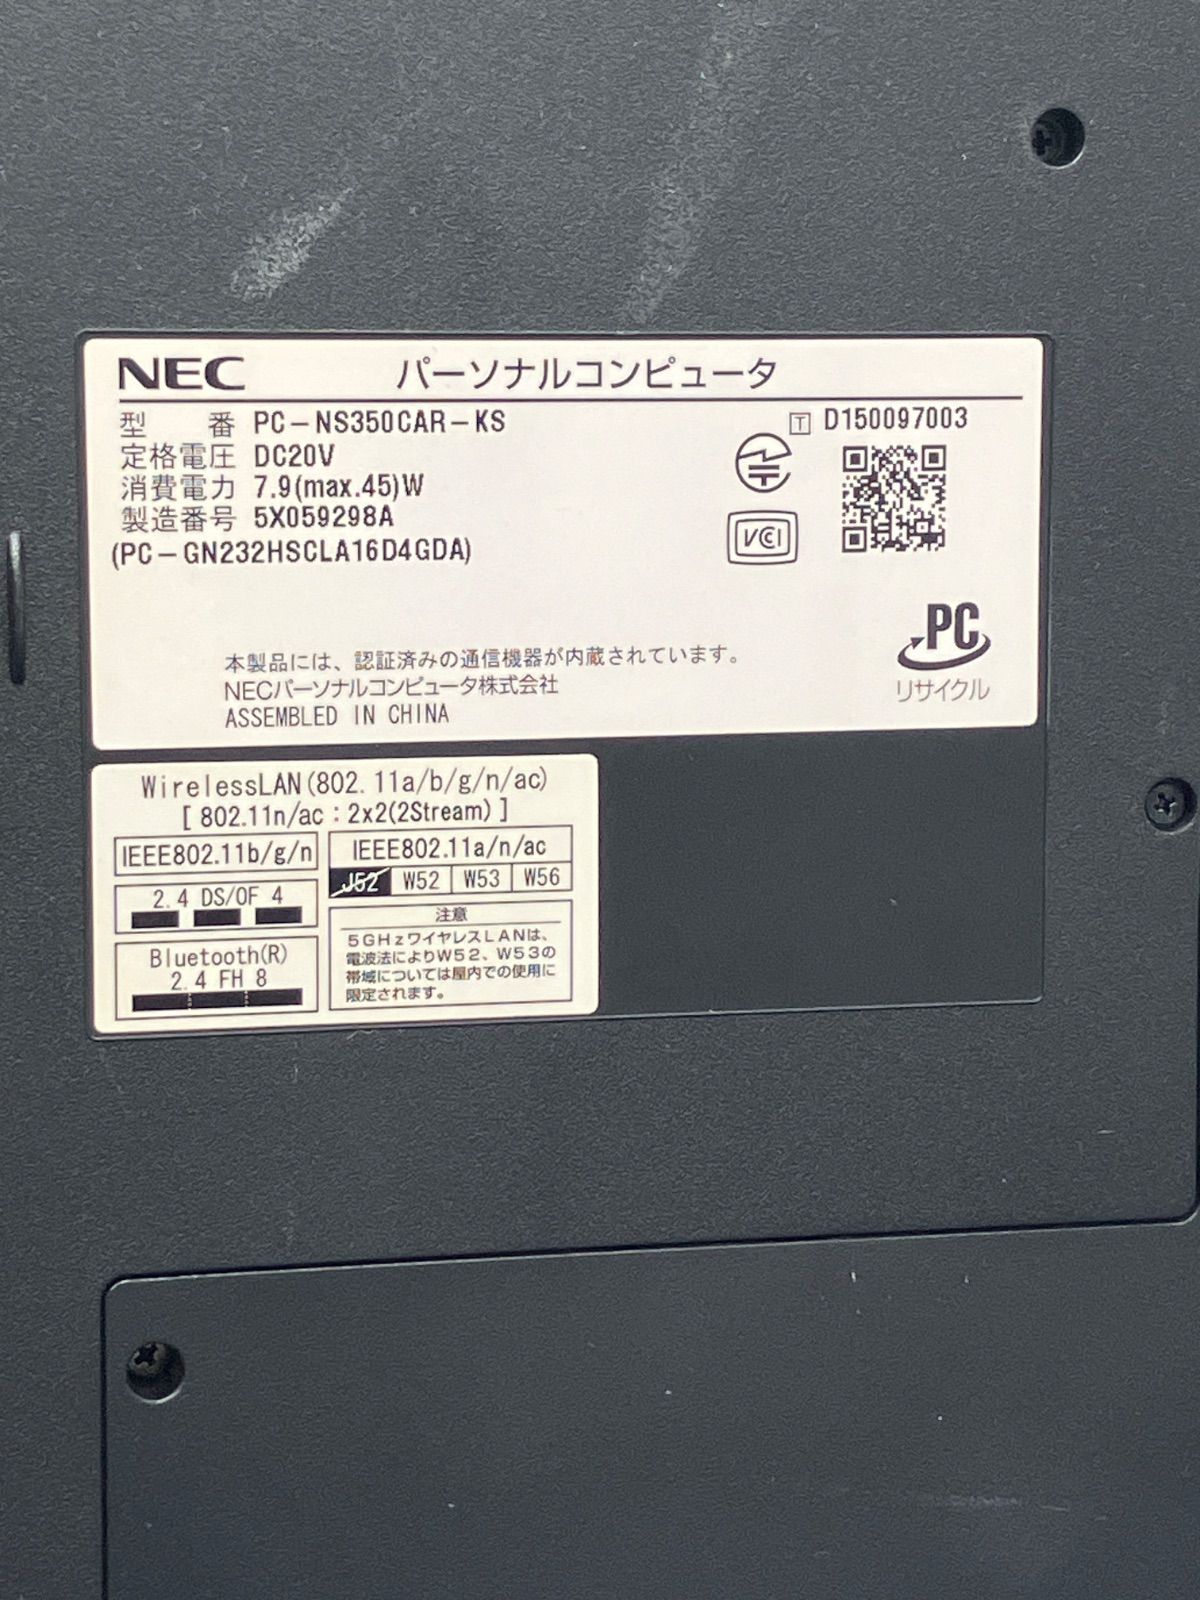 NEC パーソナルコンピュータ
型番 PC-NS350CAR-KS
T D150097003
定格電圧 DC20V
消費電力 7.9(max.45)W
製造番号 5X059298A
(PC-GN232HSCLA16D4GDA)
VCI
PC
リサイクル
本製品には、認証済みの通信機器が内蔵されています。
NECパーソナルコンピュータ株式会社
ASSEMBLED IN CHINA
WirelessLAN(802.11a/b/g/n/ac)
[ 802.11n/ac : 2x2(2Stream) ]
IEEE802.11b/g/n
2.4 DS/OF 4
Bluetooth(R)
2.4 FH 8
IEEE802.11a/n/ac
J52 W52 W53 W56
注意
5GHzワイヤレスLANは、
電波法によりW52、W53の
帯域については屋内での使用に
限定されます。